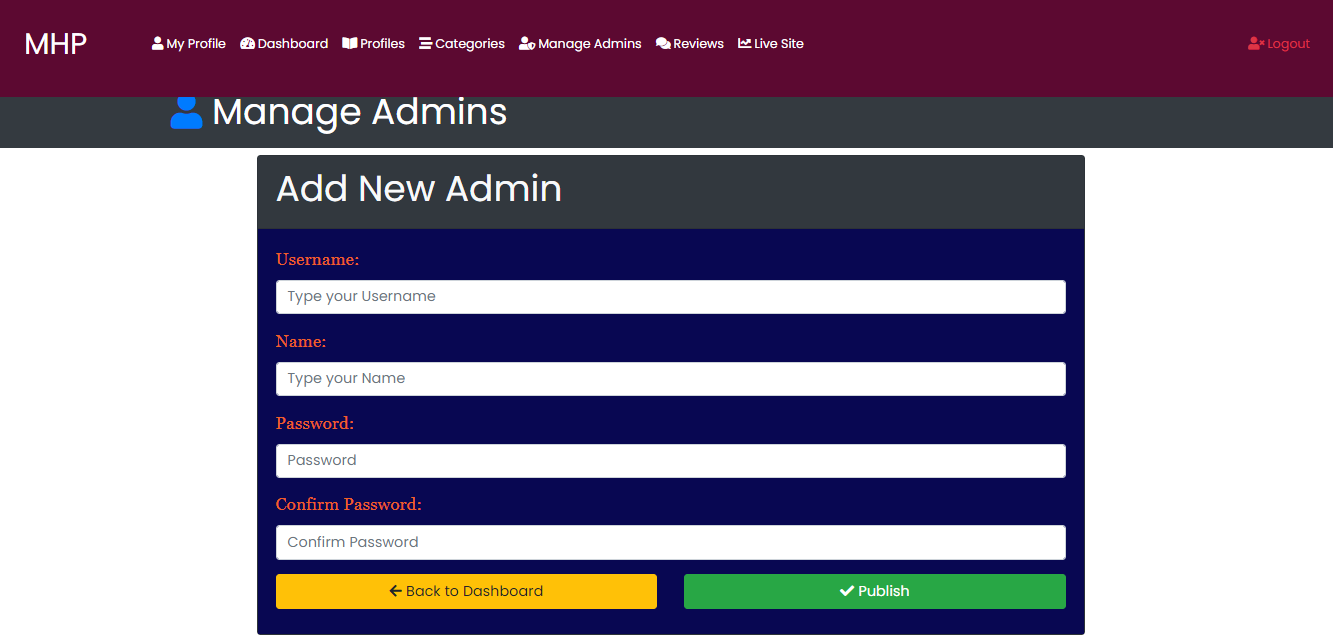 MHP My Profile Dashboard Profiles Categories Manage Admins Reviews Live Site Logout
Manage Admins
Add New Admin
Username:
Type your Username
Name:
Type your Name
Password:
Password
Confirm Password:
Confirm Password
Back to Dashboard Publish